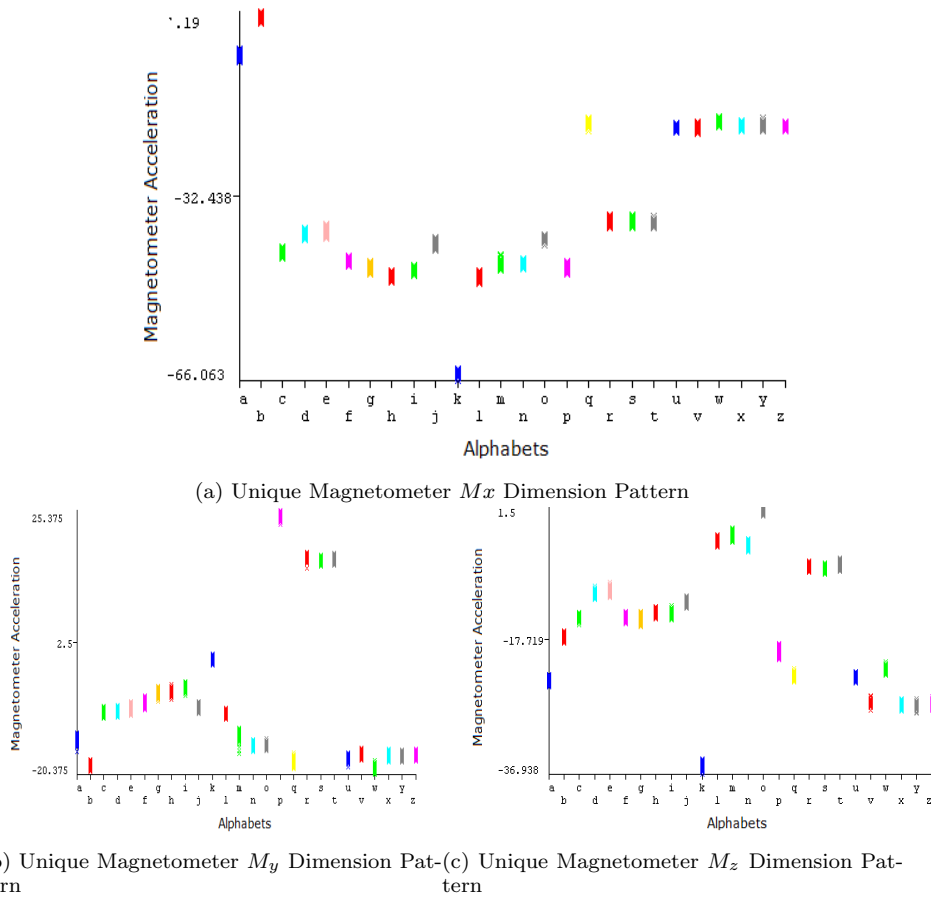 .19
Magnetometer Acceleration
-32.438
-66.063
a c e g i k m o q s u w y
b d f h j l n p r t v x z
Alphabets
(a) Unique Magnetometer Mx Dimension Pattern
25.375
Magnetometer Acceleration
2.5
-20.375
a c e g i k m o q s u w y
b d f h j l n p r t v x z
Alphabets
1.5
Magnetometer Acceleration
-17.719
-36.938
a c e g i k m o q s u w y
b d f h j l n p r t v x z
Alphabets
) Unique Magnetometer My Dimension Pat-
rn
(c) Unique Magnetometer Mz Dimension Pat-
tern